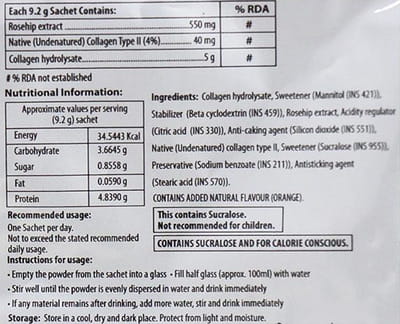 Each 9.2 g Sachet Contains: % RDA
Rosehip extract 550 mg #
Native (Undenatured) Collagen Type II (4%) 40 mg #
Collagen hydrolysate 5 g #
# % RDA not established
Nutritional Information:
Approximate values per serving
(9.2 g) sachet
Energy 34.5443 Kcal
Carbohydrate 3.6645 g
Sugar 0.8558 g
Fat 0.0590 g
Protein 4.8390 g
Ingredients: Collagen hydrolysate, Sweetener (Mannitol (INS 421)),
Stabilizer (Beta cyclodextrin (INS 459)), Rosehip extract, Acidity regulator
(Citric acid (INS 330)), Anti-caking agent (Silicon dioxide (INS 551)),
Native (Undenatured) collagen type II, Sweetener (Sucralose (INS 955)),
Preservative (Sodium benzoate (INS 211)), Antisticking agent
(Stearic acid (INS 570)).
CONTAINS ADDED NATURAL FLAVOUR (ORANGE).
Recommended usage:
One Sachet per day.
Not to exceed the stated recommended
daily usage.
This contains Sucralose.
Not recommended for children.
CONTAINS SUCRALOSE AND FOR CALORIE CONSCIOUS.
Instructions for usage:
• Empty the powder from the sachet into a glass • Fill half glass (approx. 100ml) with water
• Stir well until the powder is evenly dispersed in water and drink immediately
• If any material remains after drinking, add more water, stir and drink immediately
Storage: Store in a cool, dry and dark place. Protect from light and moisture.